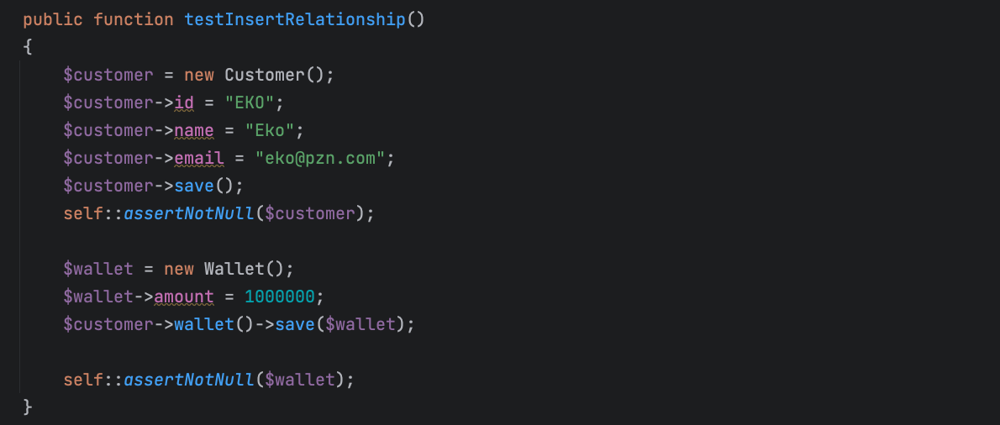 public function testInsertRelationship()
{
    $customer = new Customer();
    $customer->id = "EKO";
    $customer->name = "Eko";
    $customer->email = "eko@pzn.com";
    $customer->save();
    self::assertNotNull($customer);

    $wallet = new Wallet();
    $wallet->amount = 1000000;
    $customer->wallet()->save($wallet);

    self::assertNotNull($wallet);
}